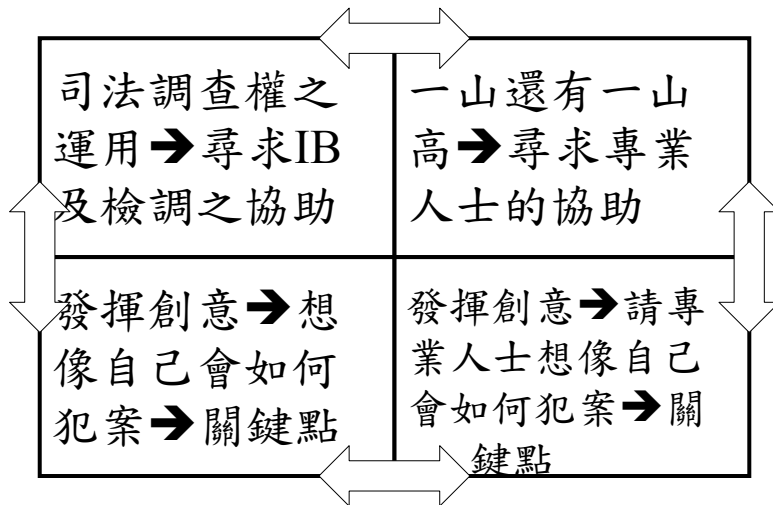 司法調查權之
運用➔尋求IB
及檢調之協助
一山還有一山
高➔尋求專業
人士的協助
發揮創意➔想
像自己會如何
犯案➔關鍵點
發揮創意➔請專
業人士想像自己
會如何犯案➔關
鍵點